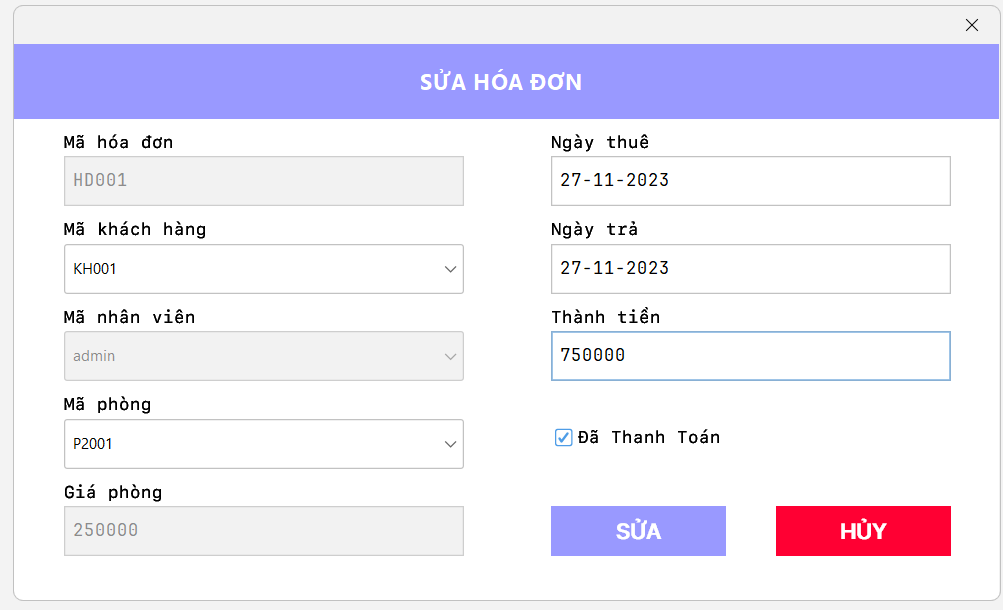 SỬA HÓA ĐƠN
Mã hóa đơn
HD001
Mã khách hàng
KH001
Mã nhân viên
admin
Mã phòng
P2001
Giá phòng
250000
Ngày thuê
27-11-2023
Ngày trả
27-11-2023
Thành tiền
750000
Đã Thanh Toán
SỬA
HỦY